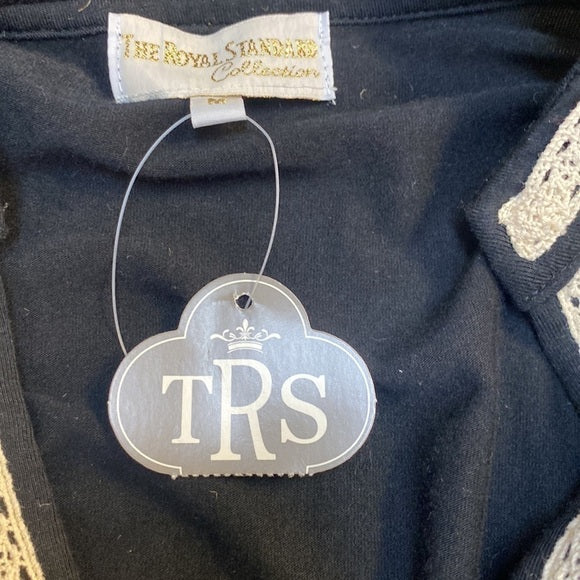 THE ROYAL STANDARD
Collection
M
TRS